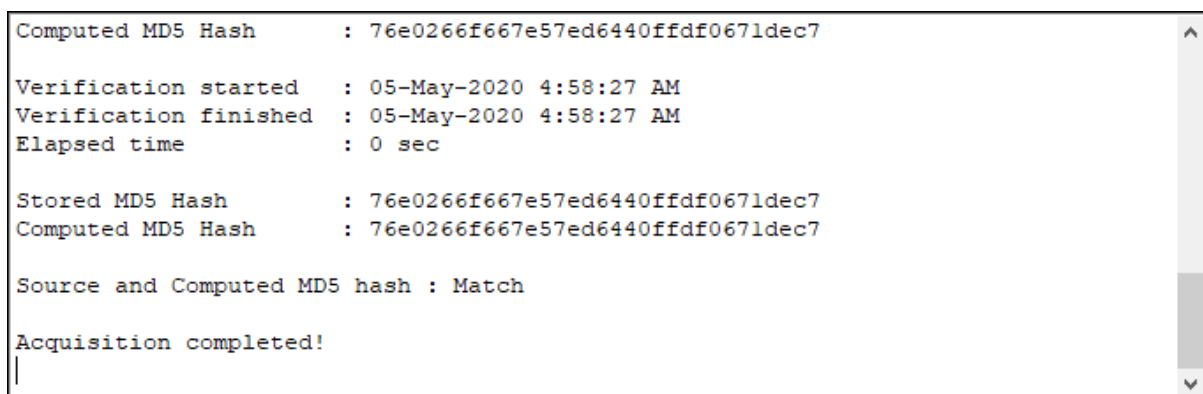 Computed MD5 Hash : 76e0266f667e57ed6440ffdf0671dec7
Verification started : 05-May-2020 4:58:27 AM
Verification finished : 05-May-2020 4:58:27 AM
Elapsed time : 0 sec
Stored MD5 Hash : 76e0266f667e57ed6440ffdf0671dec7
Computed MD5 Hash : 76e0266f667e57ed6440ffdf0671dec7
Source and Computed MD5 hash : Match
Acquisition completed!